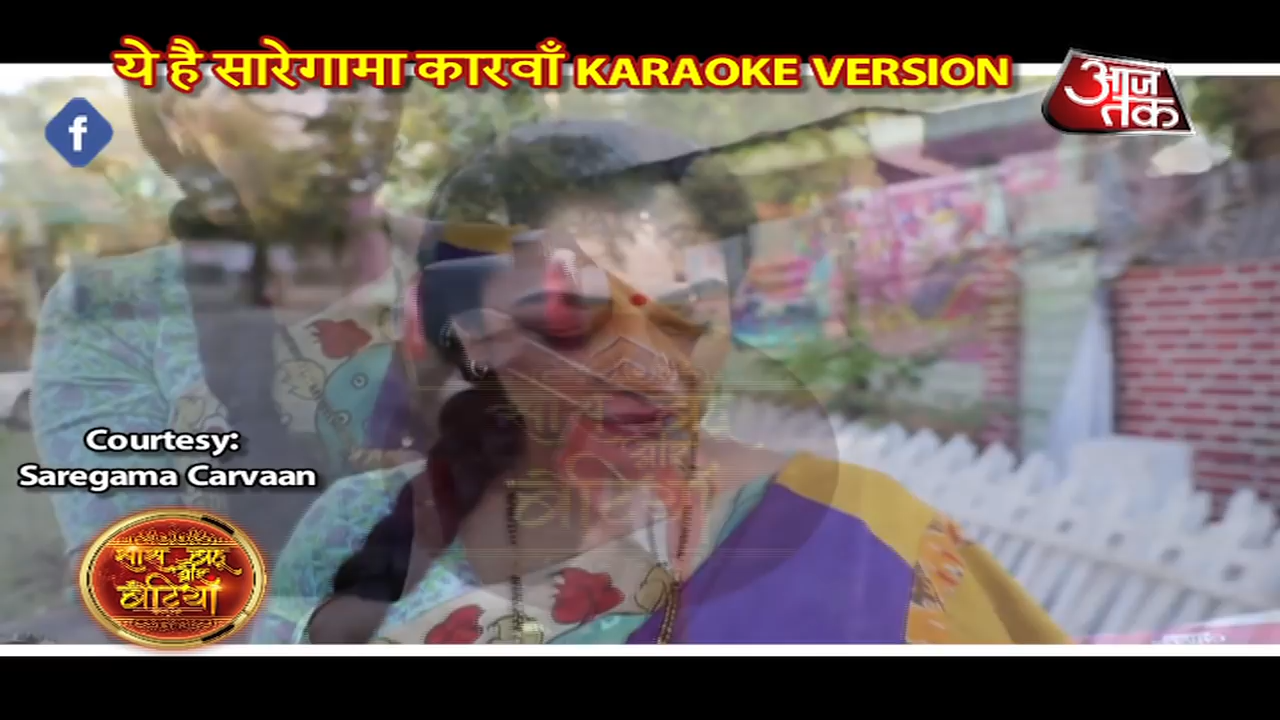 ये है सारेगामा कारवाँ KARAOKE VERSION
आज
तक
f
Courtesy:
Saregama Carvaan
सास बहू
और
बेटियां